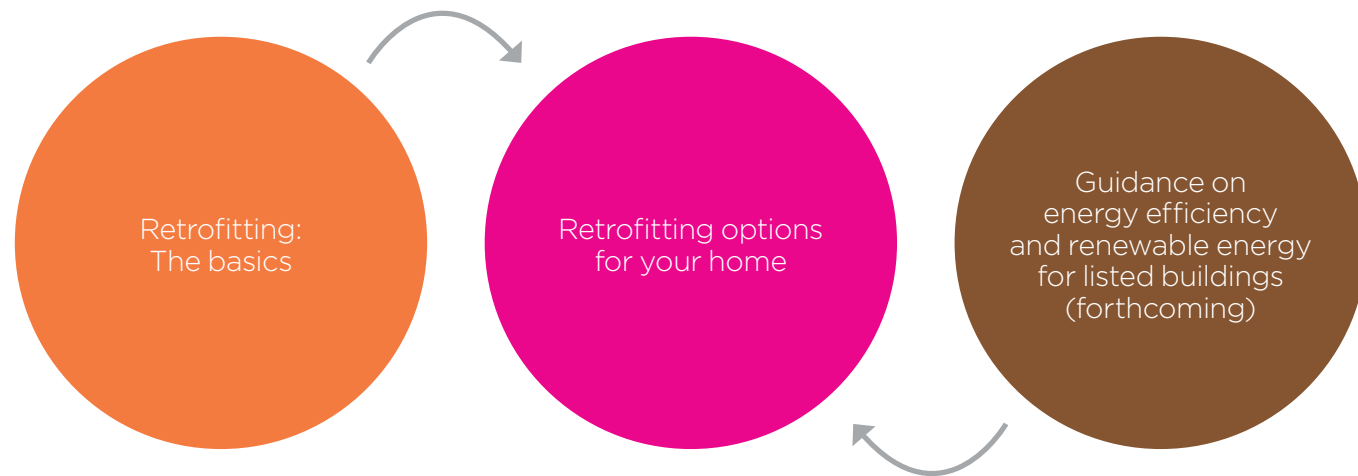 Retrofitting:
The basics
Retrofitting options
for your home
Guidance on
energy efficiency
and renewable energy
for listed buildings
(forthcoming)